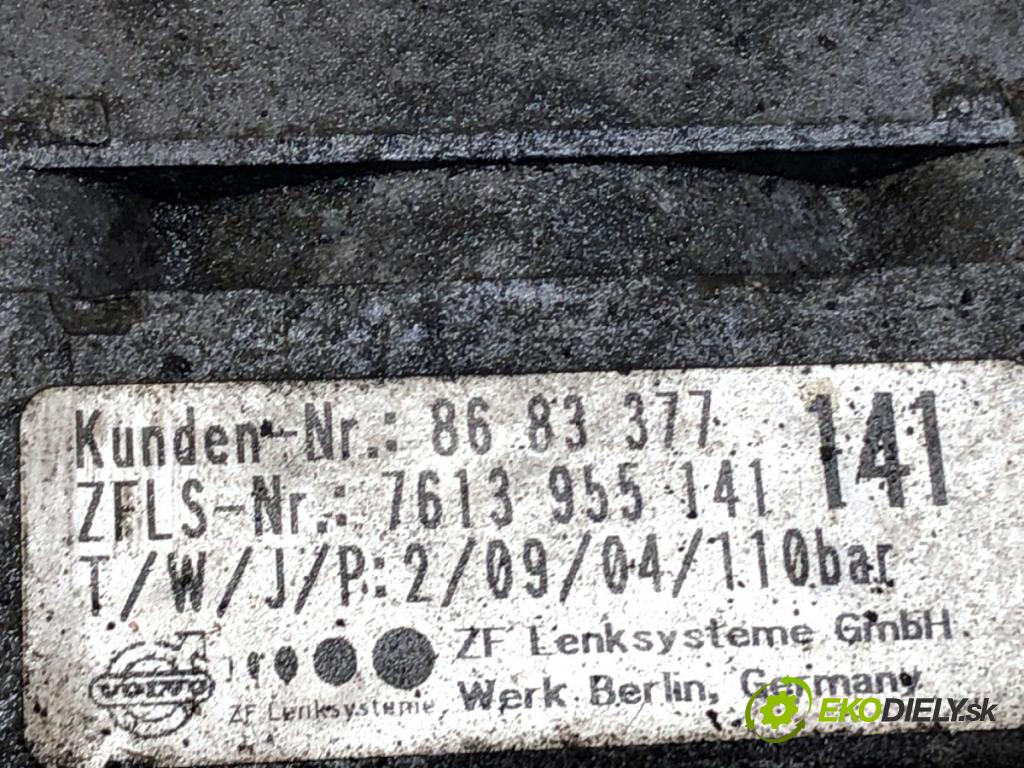 Kunden-Nr.: 86 83 377
141
ZFLS-Nr.: 7613 955 141
T/W/J/P: 2/09/04/110bar
ZF Lenksysteme GmbH
Werk Berlin, Germany
VOLVO
ZF Lenksysteme
EKODIELY.sk